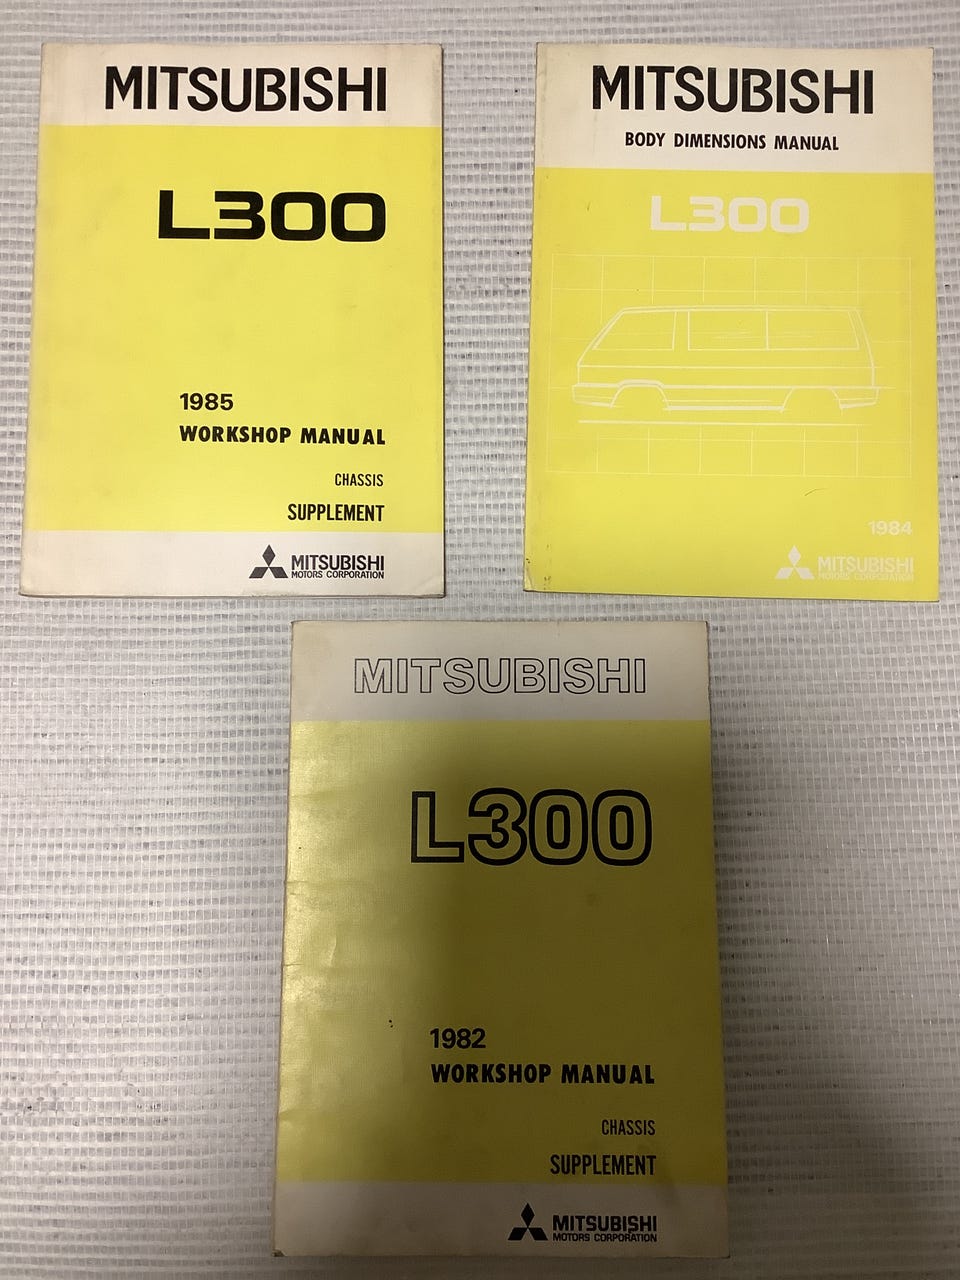 MITSUBISHI
L300
1985
WORKSHOP MANUAL
CHASSIS
SUPPLEMENT
MITSUBISHI
MOTORS CORPORATION
MITSUBISHI
BODY DIMENSIONS MANUAL
L300
1984
MITSUBISHI
MOTORS CORPORATION
MITSUBISHI
L300
1982
WORKSHOP MANUAL
CHASSIS
SUPPLEMENT
MITSUBISHI
MOTORS CORPORATION